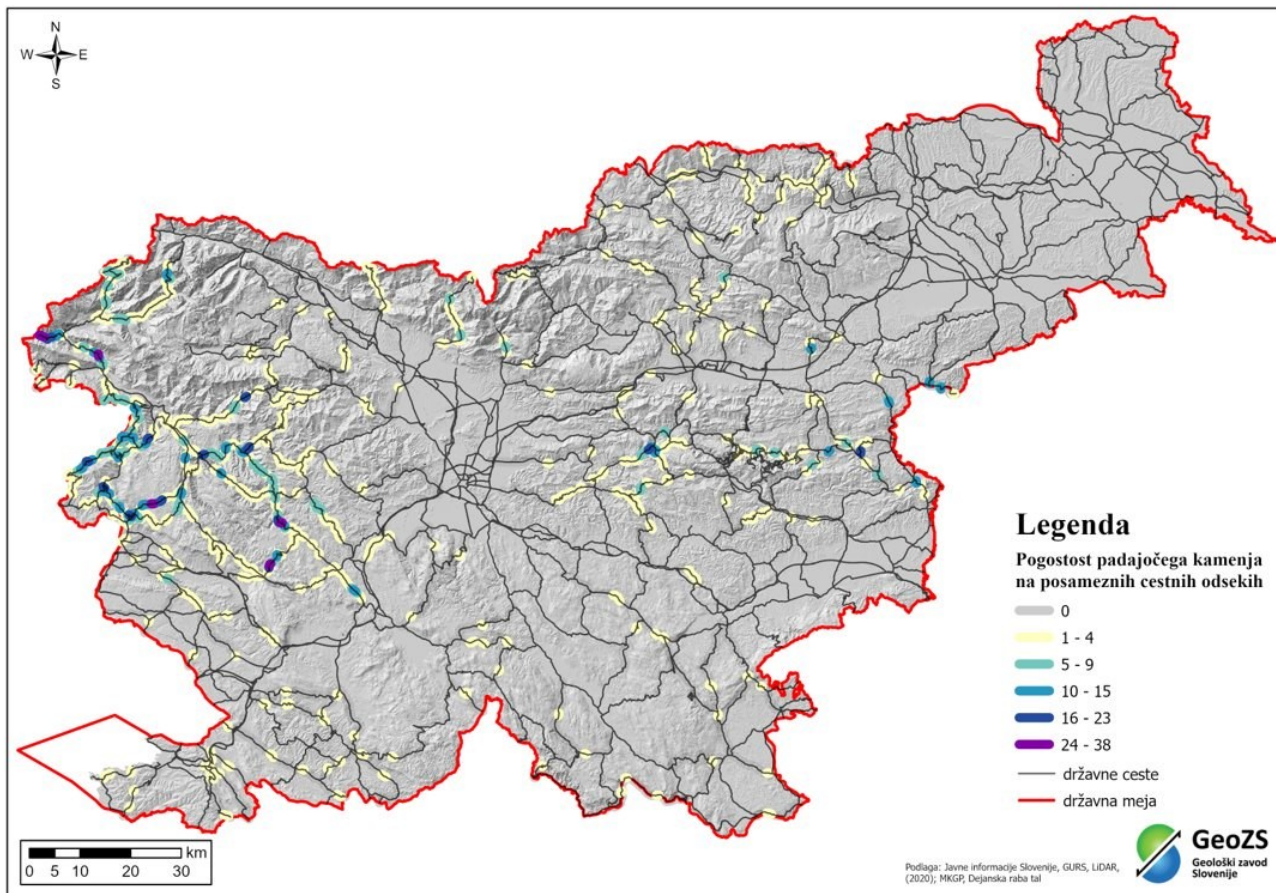 N
W E
S
Legenda
Pogostost padajočega kamenja
na posameznih cestnih odsekih
0
1 - 4
5 - 9
10 - 15
16 - 23
24 - 38
državne ceste
državna meja
km
0 5 10 20 30
Podlaga: Javne informacije Slovenije, GURS, LiDAR,
(2020); MKGP, Dejanska raba tal
GeoZS
Geološki zavod
Slovenije